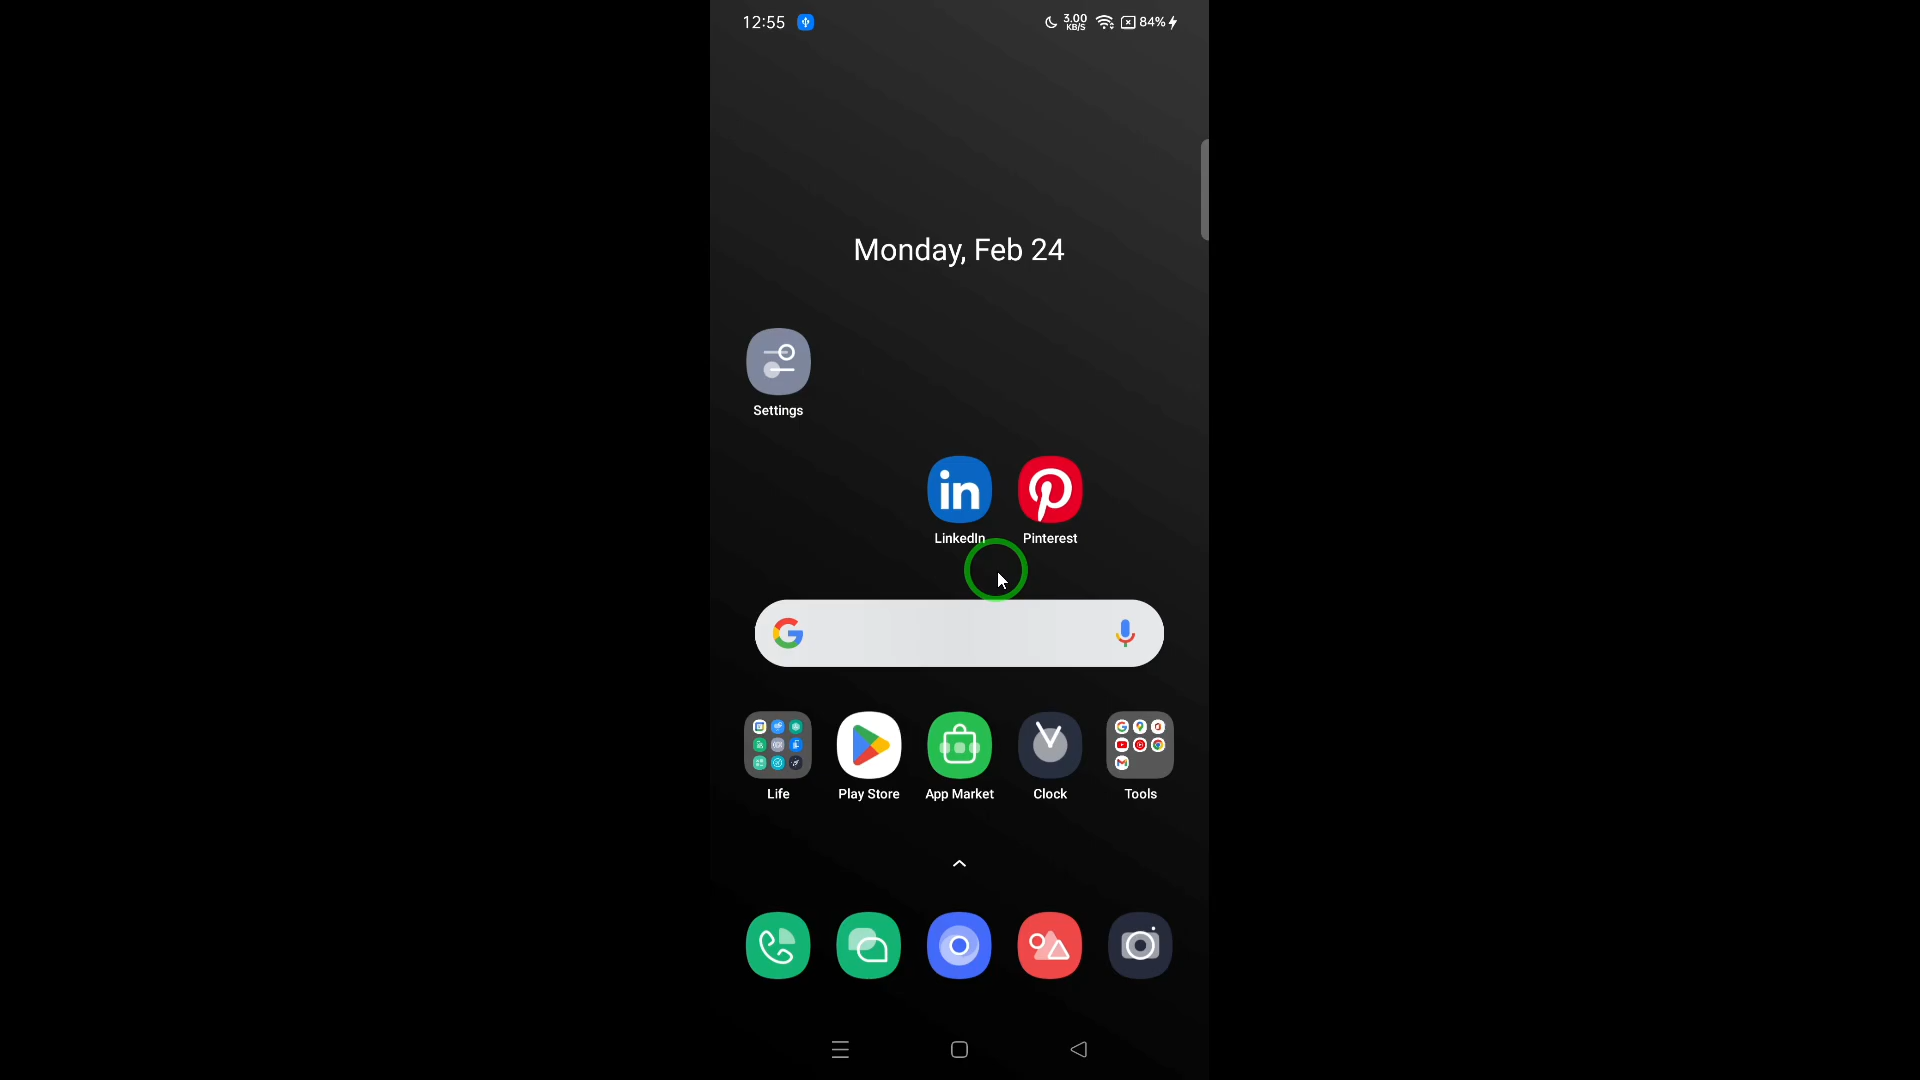 12:55
3.00 KB/S
84%
Monday, Feb 24
Settings
in
LinkedIn
Pinterest
Life
Play Store
App Market
Clock
Tools